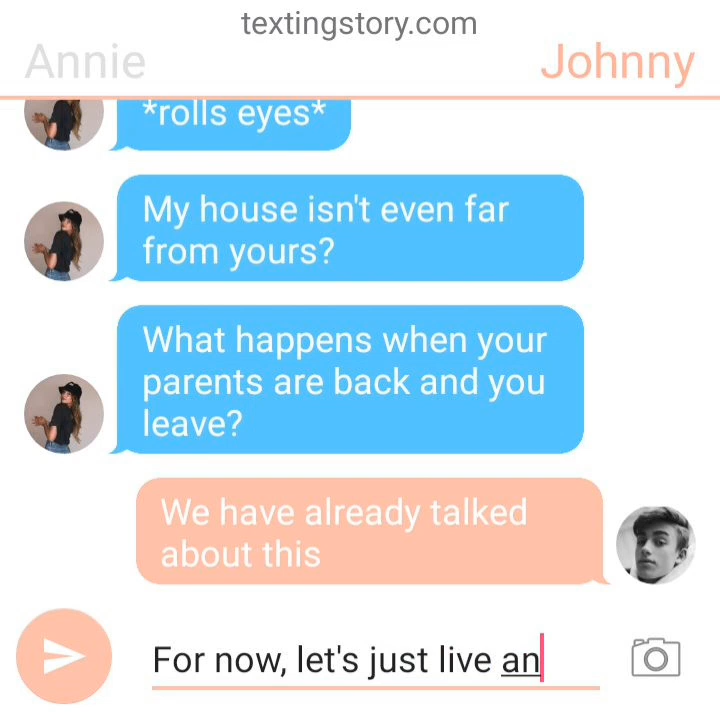 textingstory.com
Annie
Johnny
*rolls eyes*
My house isn't even far
from yours?
What happens when your
parents are back and you
leave?
We have already talked
about this
For now, let's just live an